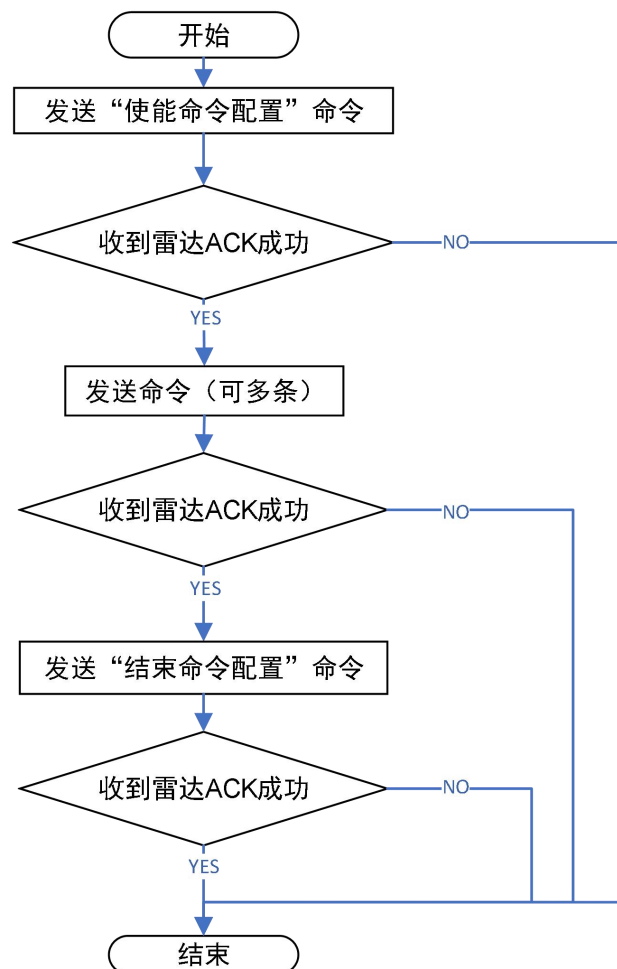 开始
发送“使能命令配置”命令
收到雷达ACK成功
NO
YES
发送命令（可多条）
收到雷达ACK成功
NO
YES
发送“结束命令配置”命令
收到雷达ACK成功
NO
YES
结束